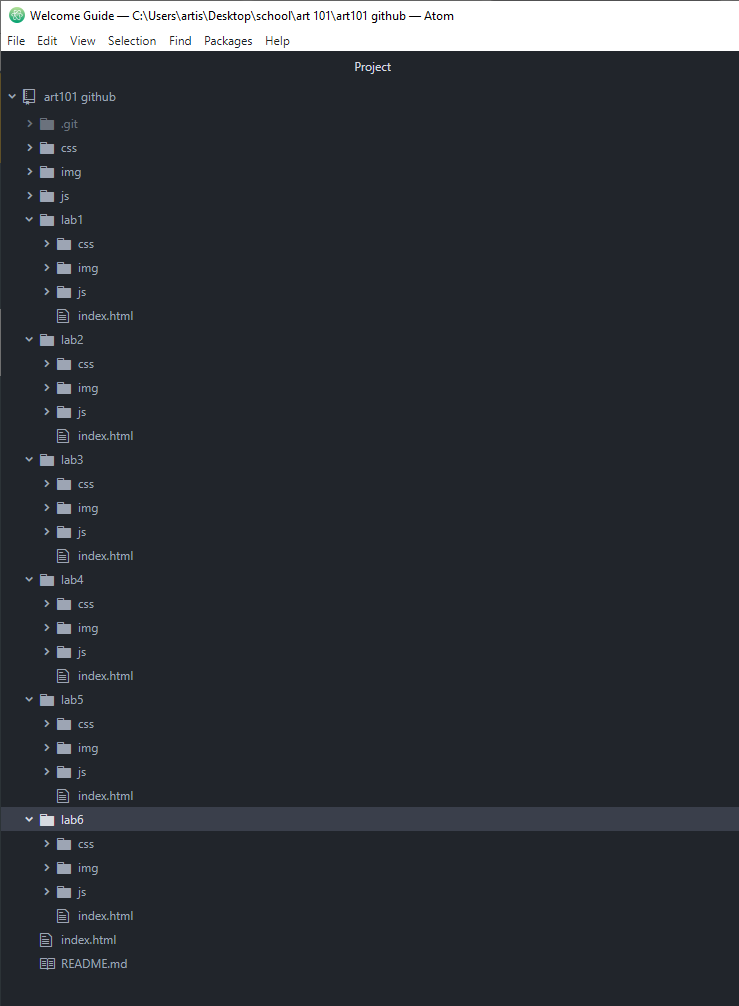 Welcome Guide — C:\Users\artis\Desktop\school\art 101\art101 github — Atom
File Edit View Selection Find Packages Help
Project
art101 github
.git
css
img
js
lab1
css
img
js
index.html
lab2
css
img
js
index.html
lab3
css
img
js
index.html
lab4
css
img
js
index.html
lab5
css
img
js
index.html
lab6
css
img
js
index.html
index.html
README.md